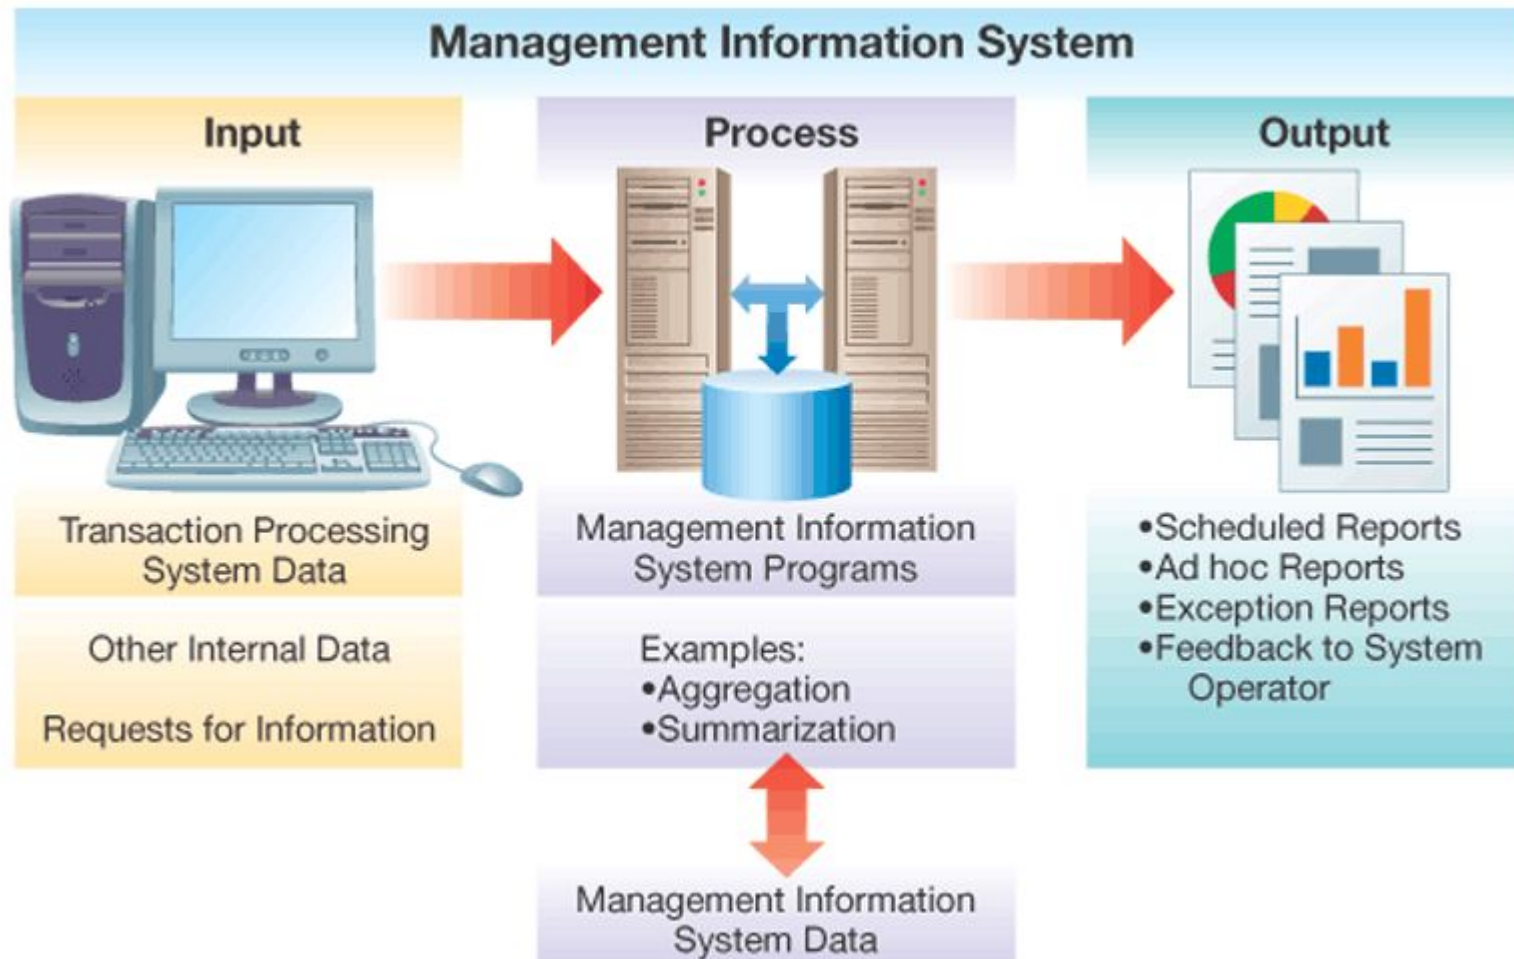 Management Information System
Input
Transaction Processing
System Data
Other Internal Data
Requests for Information
Process
Management Information
System Programs
Examples:
•Aggregation
•Summarization
Management Information
System Data
Output
•Scheduled Reports
•Ad hoc Reports
•Exception Reports
•Feedback to System
Operator